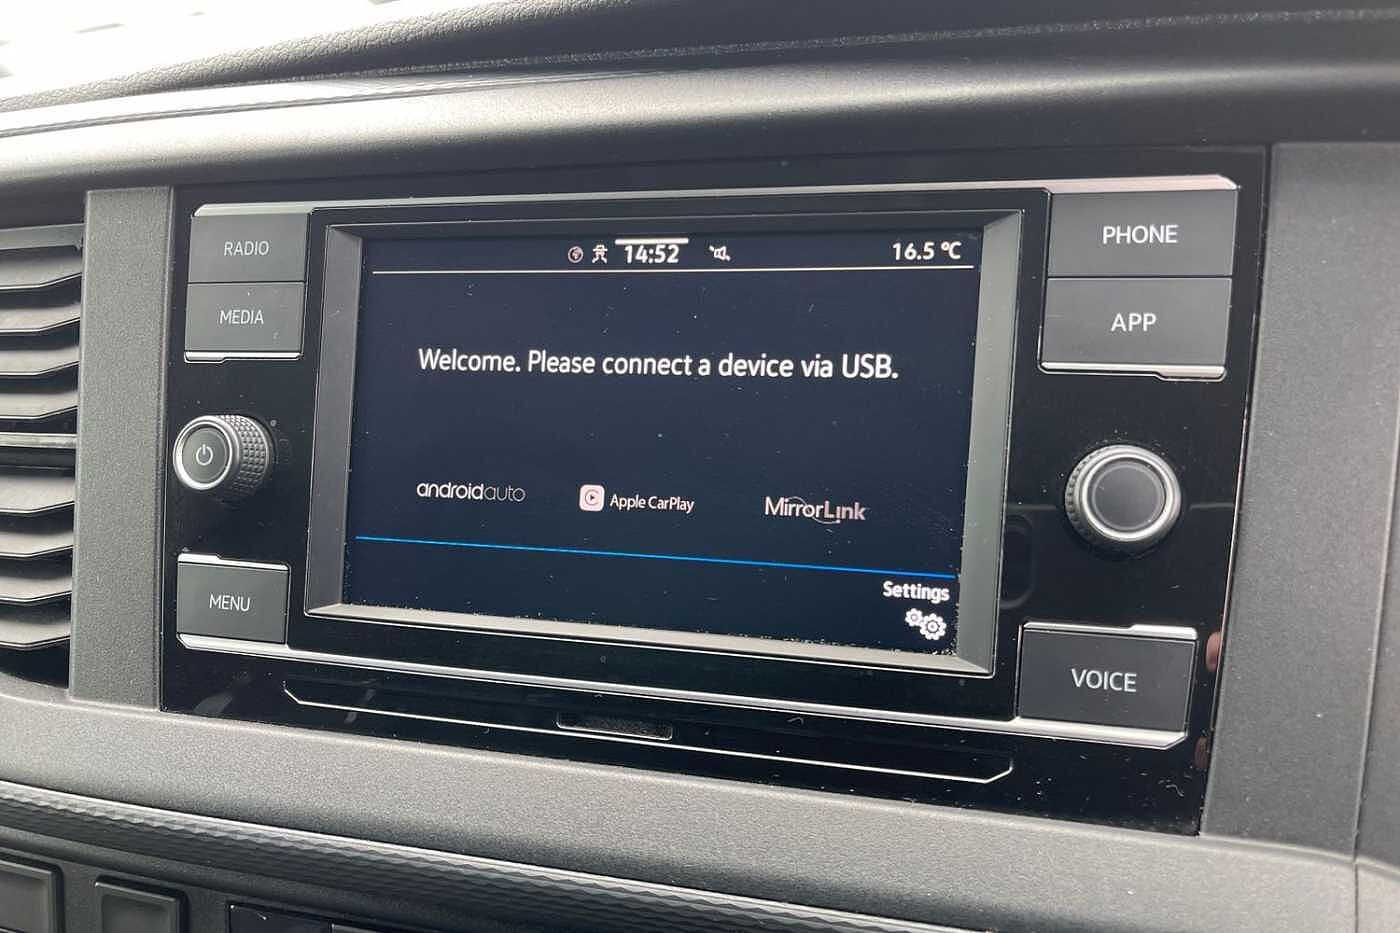 RADIO
MEDIA
MENU
14:52
16.5 °C
Welcome. Please connect a device via USB.
androidauto
Apple CarPlay
MirrorLink
Settings
PHONE
APP
VOICE